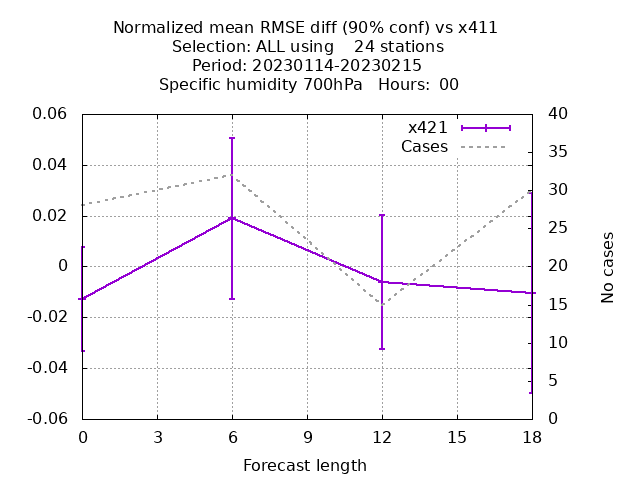 Normalized mean RMSE diff (90% conf) vs x411
Selection: ALL using    24 stations
Period: 20230114-20230215
Specific humidity 700hPa   Hours:  00
0.06
0.04
0.02
0
-0.02
-0.04
-0.06
x421
Cases
40
35
30
25
20
15
10
5
0
No cases
0 3 6 9 12 15 18
Forecast length